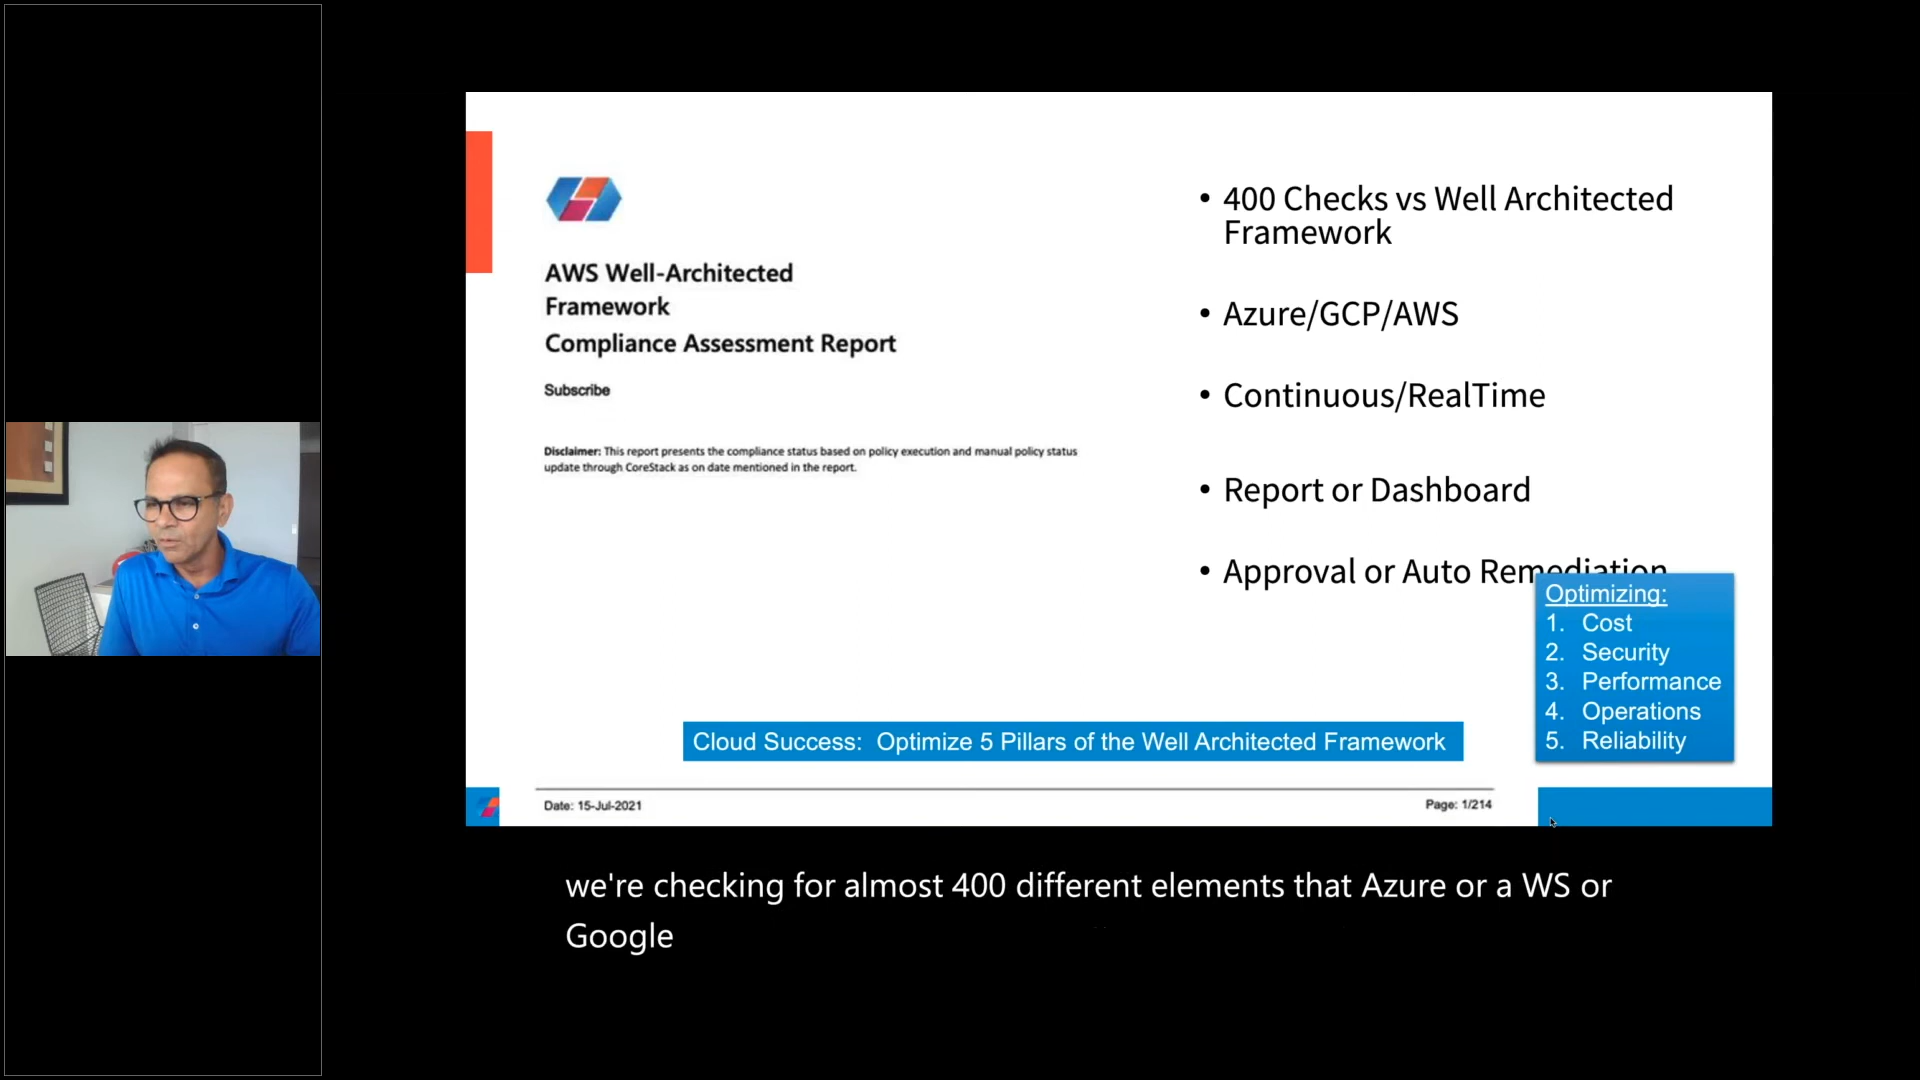 AWS Well-Architected
Framework
Compliance Assessment Report
Subscribe
Disclaimer: This report presents the compliance status based on policy execution and manual policy status
update through CoreStack as on date mentioned in the report.
• 400 Checks vs Well Architected
Framework
• Azure/GCP/AWS
• Continuous/RealTime
• Report or Dashboard
• Approval or Auto Remediation
Optimizing:
1. Cost
2. Security
3. Performance
4. Operations
5. Reliability
Cloud Success: Optimize 5 Pillars of the Well Architected Framework
Date: 15-Jul-2021
Page: 1/214
we're checking for almost 400 different elements that Azure or a WS or
Google